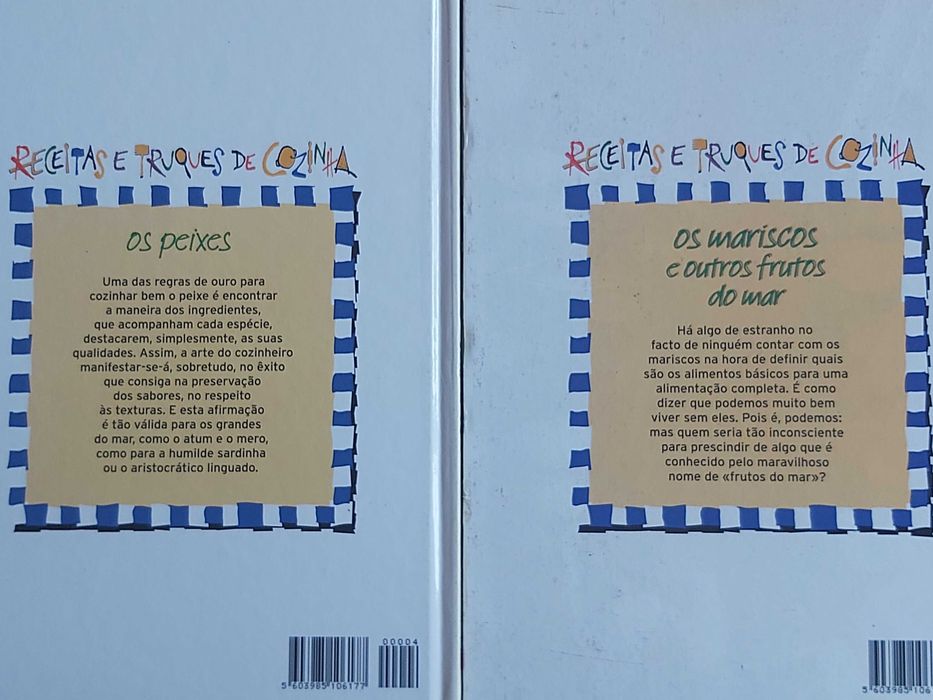 RECEITAS E TRUQUES DE COZINHA
os peixes
Uma das regras de ouro para
cozinhar bem o peixe é encontrar
a maneira dos ingredientes,
que acompanham cada espécie,
destacarem, simplesmente, as suas
qualidades. Assim, a arte do cozinheiro
manifestar-se-á, sobretudo, no êxito
que consiga na preservação
dos sabores, no respeito
às texturas. E esta afirmação
é tão válida para os grandes
do mar, como o atum e o mero,
como para a humilde sardinha
ou o aristocrático linguado.
00004
5 603985 106177
RECEITAS E TRUQUES DE COZINHA
os mariscos
e outros frutos
do mar
Há algo de estranho no
facto de ninguém contar com os
mariscos na hora de definir quais
são os alimentos básicos para uma
alimentação completa. É como
dizer que podemos muito bem
viver sem eles. Pois é, podemos:
mas quem seria tão inconsciente
para prescindir de algo que é
conhecido pelo maravilhoso
nome de «frutos do mar»?
5 603985 106